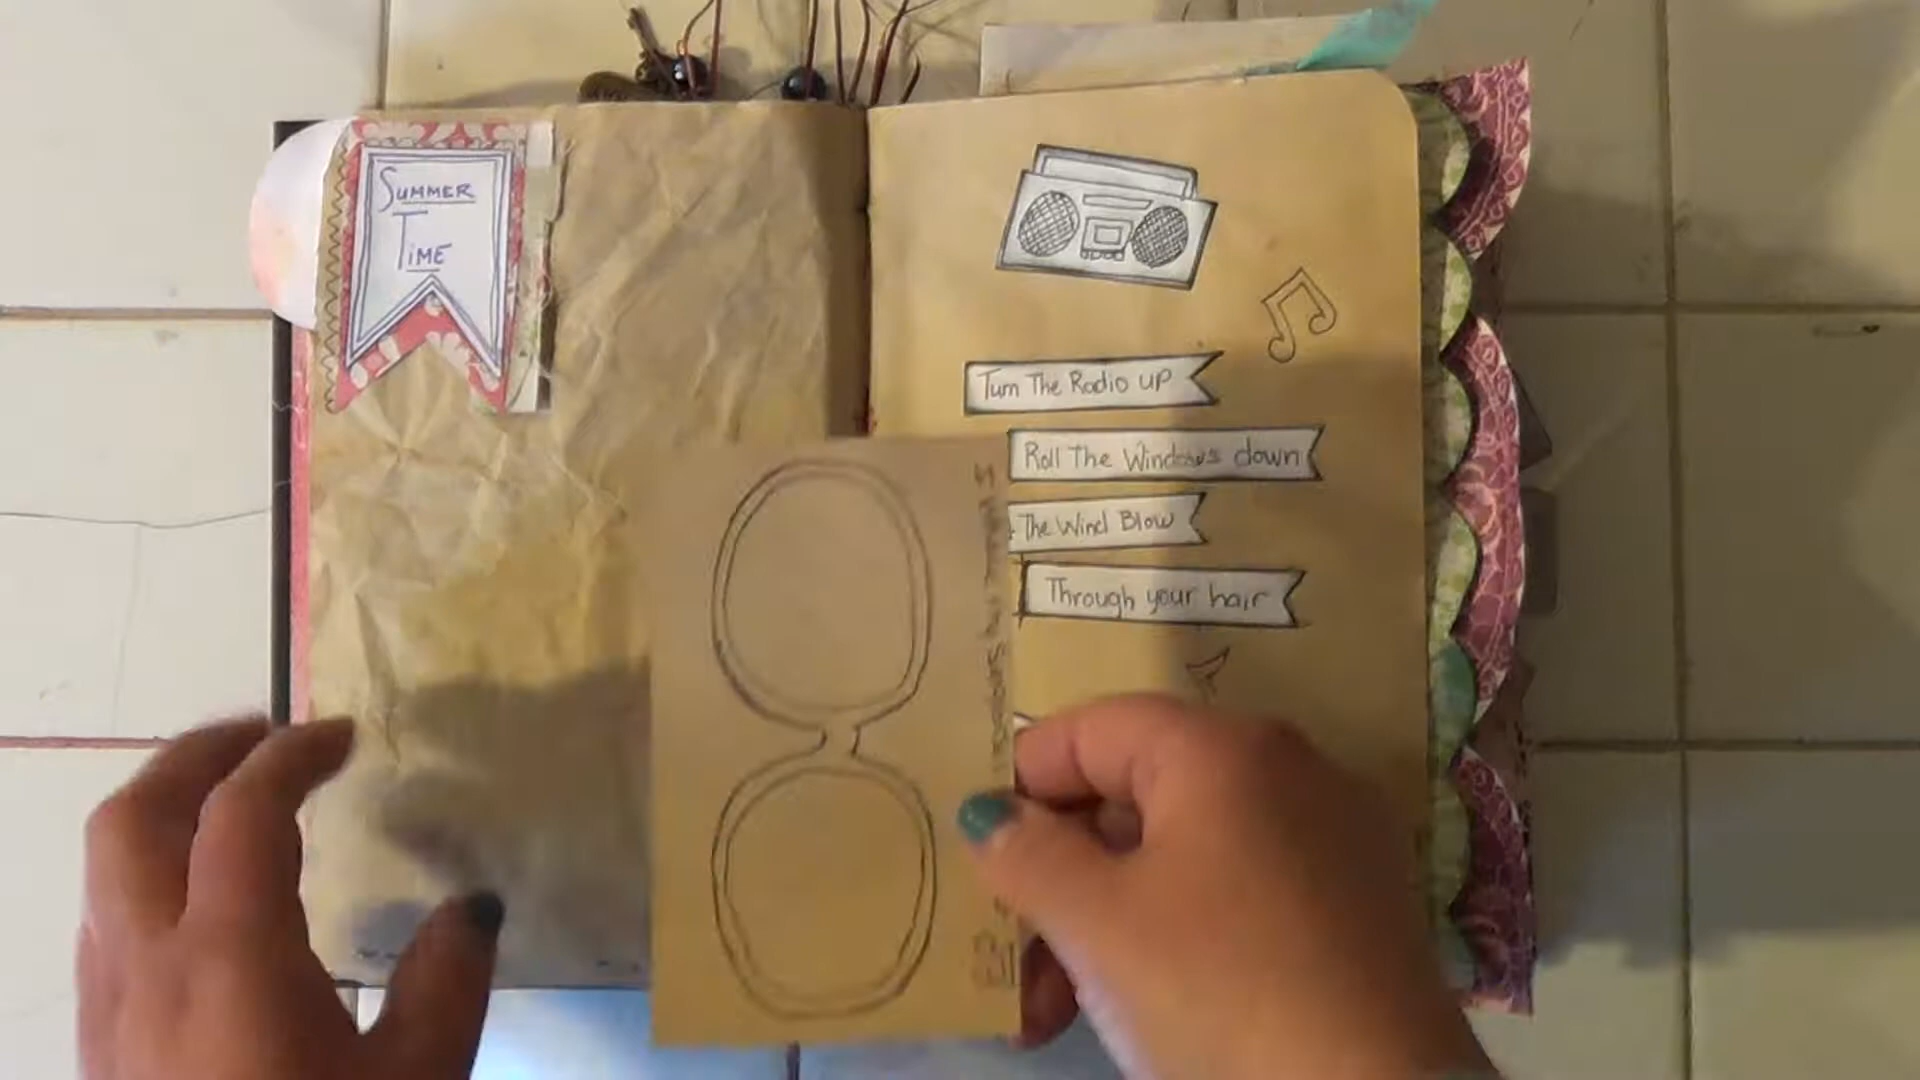 SUMMER
TiME
Turn The Radio up
Roll The Windows down
The Wind Blow
Through your hair